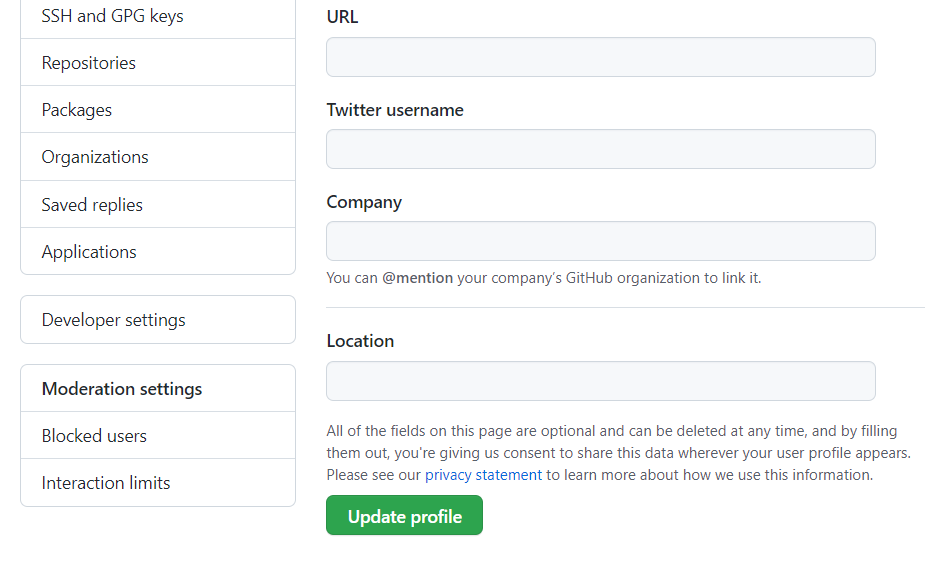 SSH and GPG keys
Repositories
Packages
Organizations
Saved replies
Applications
Developer settings
Moderation settings
Blocked users
Interaction limits
URL
Twitter username
Company
You can @mention your company’s GitHub organization to link it.
Location
All of the fields on this page are optional and can be deleted at any time, and by filling
them out, you're giving us consent to share this data wherever your user profile appears.
Please see our privacy statement to learn more about how we use this information.
Update profile